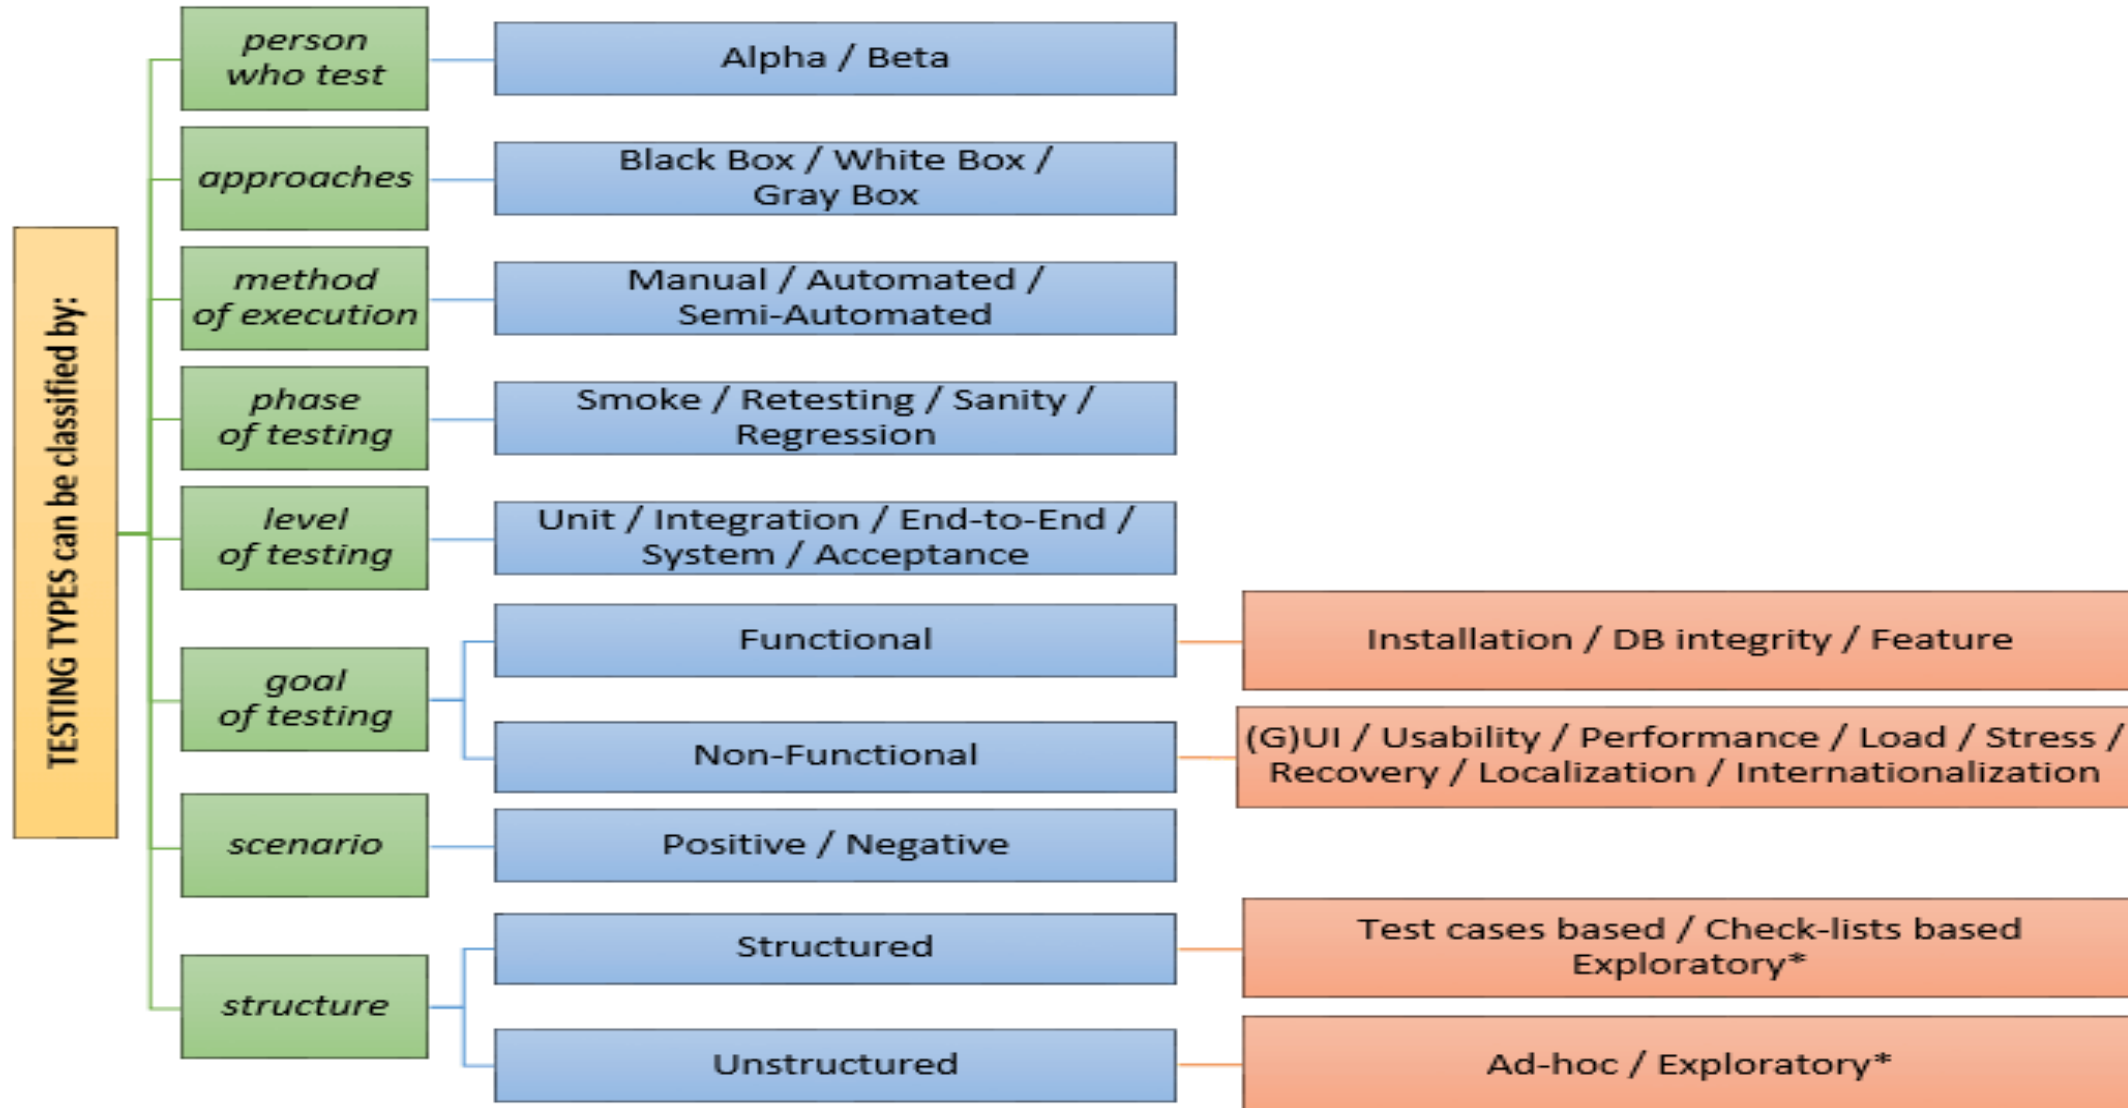 TESTING TYPES can be classified by:
person
who test
Alpha / Beta
approaches
Black Box / White Box /
Gray Box
method
of execution
Manual / Automated /
Semi-Automated
phase
of testing
Smoke / Retesting / Sanity /
Regression
level
of testing
Unit / Integration / End-to-End /
System / Acceptance
goal
of testing
Functional
Installation / DB integrity / Feature
Non-Functional
(G)UI / Usability / Performance / Load / Stress /
Recovery / Localization / Internationalization
scenario
Positive / Negative
structure
Structured
Test cases based / Check-lists based
Exploratory*
Unstructured
Ad-hoc / Exploratory*